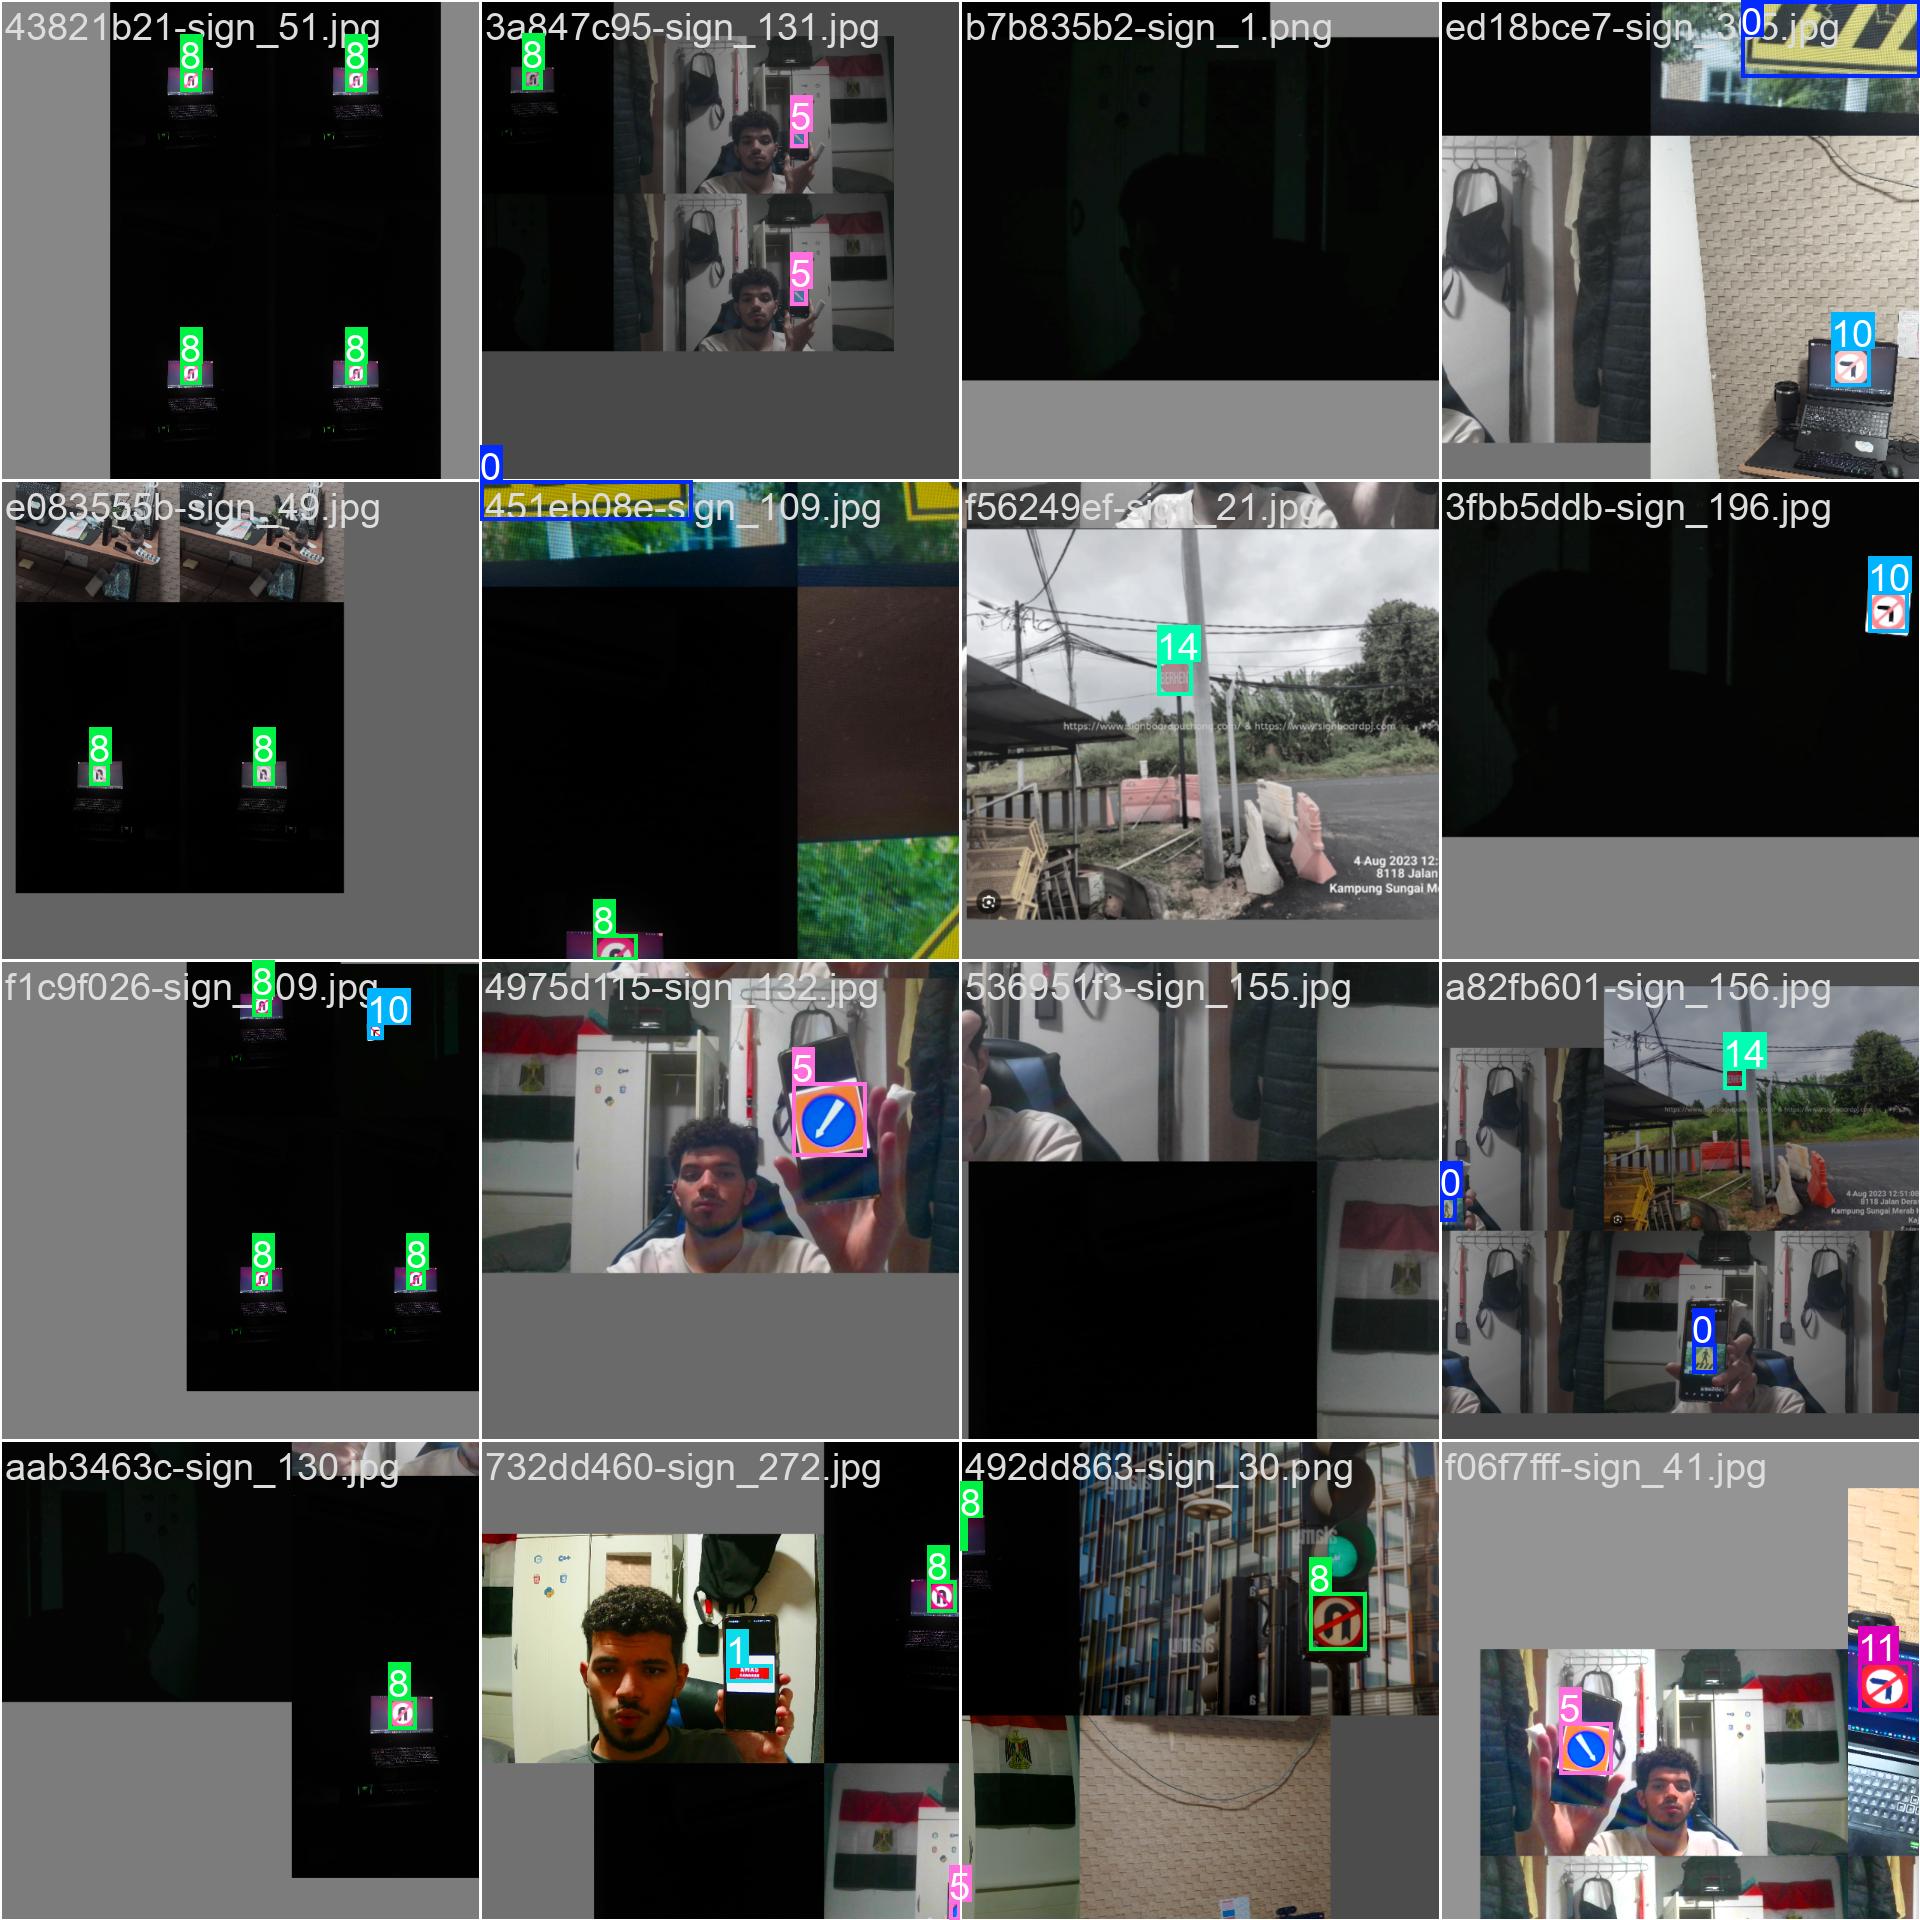 43821b21-sign_51.jpg
8
8
8
8
3a847c95-sign_131.jpg
8
5
5
b7b835b2-sign_1.png
ed18bce7-sign_305.jpg
0
10
e083555b-sign_49.jpg
8
8
0
451eb08e-sign_109.jpg
8
f56249ef-sign_21.jpg
14
BERHEN
https://www.signboardpuchong.com/ & https://www.signboardpj.com
4 Aug 2023 12:
8118 Jalan
Kampung Sungai Me
3fbb5ddb-sign_196.jpg
10
8
10
8
8
4975d115-sign_132.jpg
5
536951f3-sign_155.jpg
a82fb601-sign_156.jpg
14
0
4 Aug 2023 12:51:08
8118 Jalan Dera
Kampung Sungai Merab
0
aab3463c-sign_130.jpg
8
732dd460-sign_272.jpg
8
1
AWAS
5
492dd863-sign_30.png
8
8
f06f7fff-sign_41.jpg
11
5